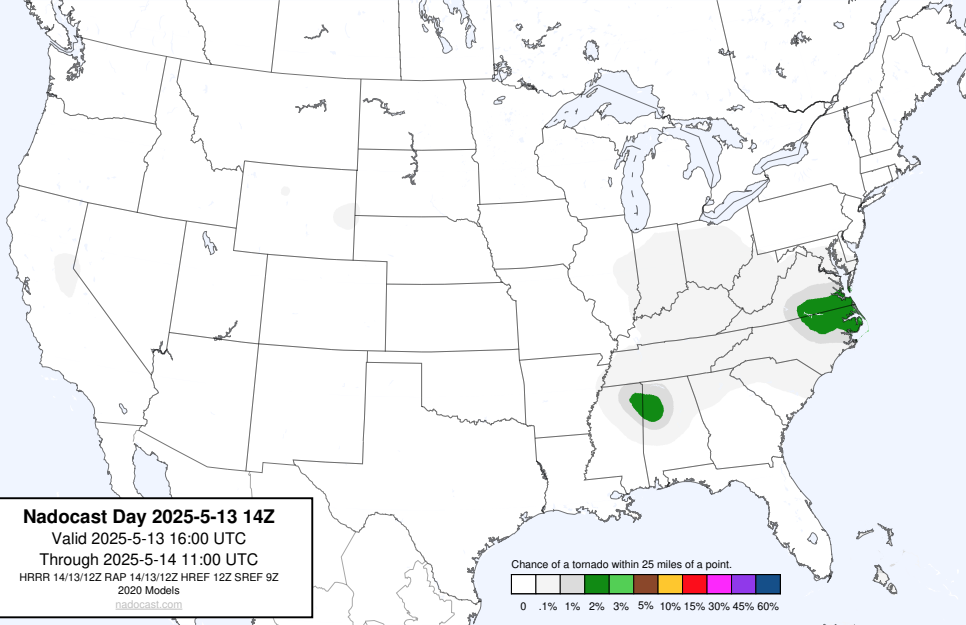 Nadocast Day 2025-5-13 14Z
Valid 2025-5-13 16:00 UTC
Through 2025-5-14 11:00 UTC
HRRR 14/13/12Z RAP 14/13/12Z HREF 12Z SREF 9Z
2020 Models
nadocast.com
Chance of a tornado within 25 miles of a point.
0 .1% 1% 2% 3% 5% 10% 15% 30% 45% 60%